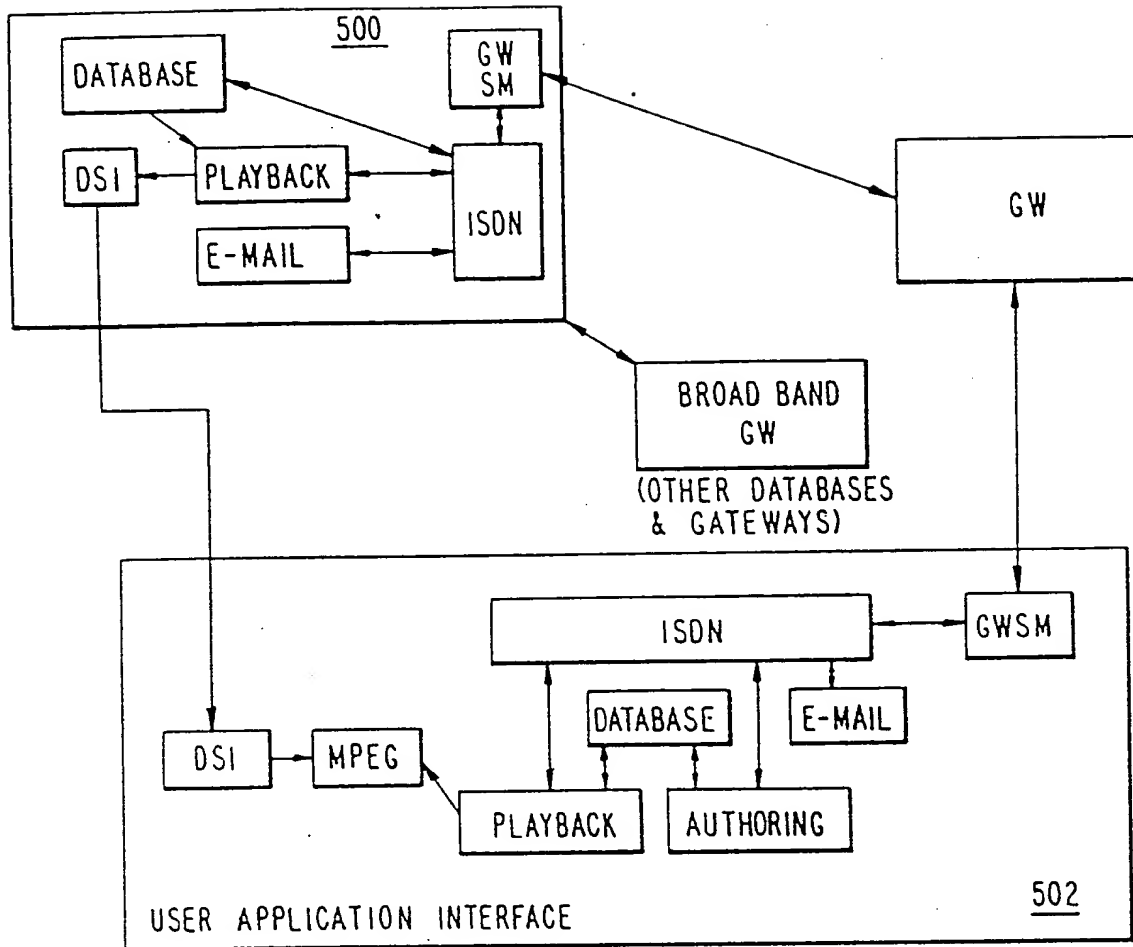 500
DATABASE
GW
SM
DSI
PLAYBACK
ISDN
E-MAIL
GW
BROAD BAND
GW
(OTHER DATABASES
& GATEWAYS)
ISDN
GWSM
DATABASE
E-MAIL
DSI
MPEG
PLAYBACK
AUTHORING
USER APPLICATION INTERFACE
502